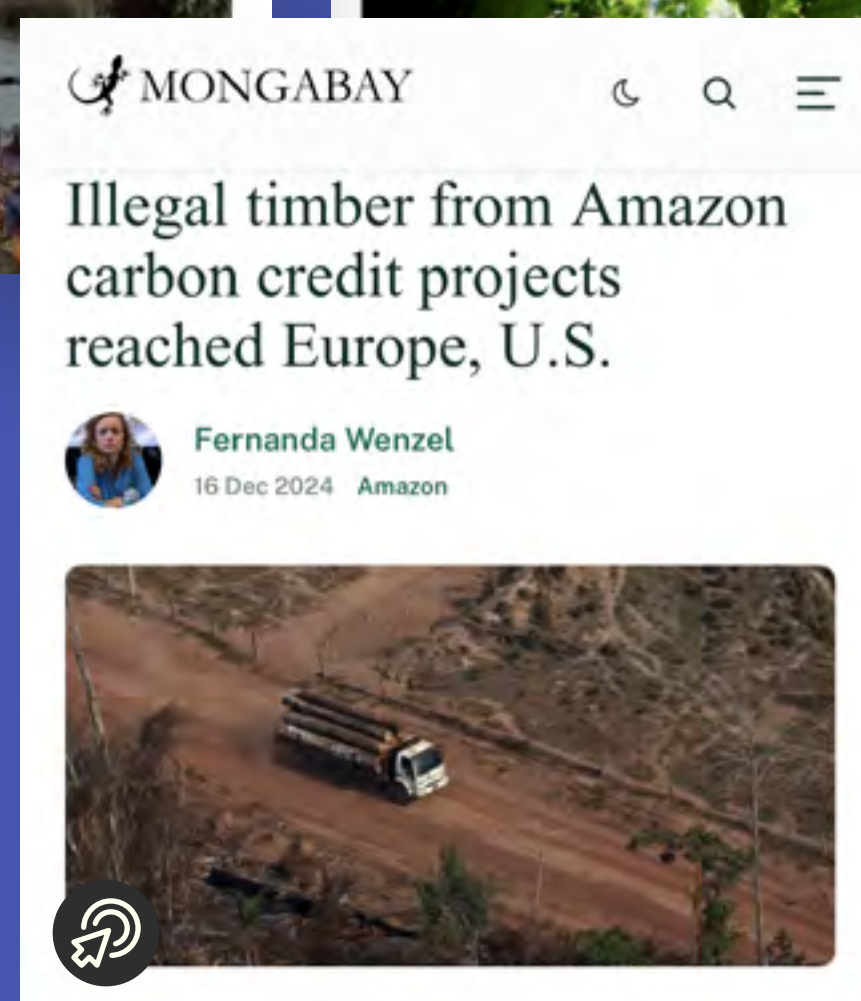 MONGABAY
Illegal timber from Amazon
carbon credit projects
reached Europe, U.S.
Fernanda Wenzel
16 Dec 2024 Amazon